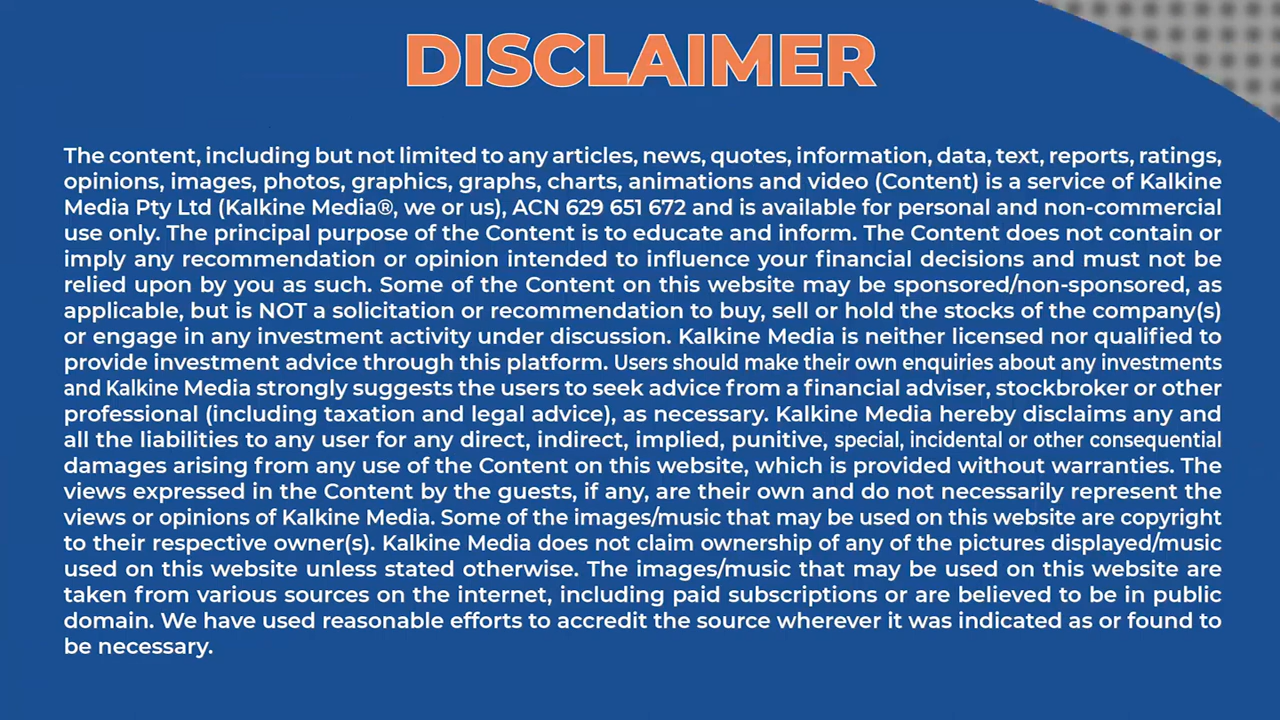 DISCLAIMER
The content, including but not limited to any articles, news, quotes, information, data, text, reports, ratings,
opinions, images, photos, graphics, graphs, charts, animations and video (Content) is a service of Kalkine
Media Pty Ltd (Kalkine Media®, we or us), ACN 629 651 672 and is available for personal and non-commercial
use only. The principal purpose of the Content is to educate and inform. The Content does not contain or
imply any recommendation or opinion intended to influence your financial decisions and must not be
relied upon by you as such. Some of the Content on this website may be sponsored/non-sponsored, as
applicable, but is NOT a solicitation or recommendation to buy, sell or hold the stocks of the company(s)
or engage in any investment activity under discussion. Kalkine Media is neither licensed nor qualified to
provide investment advice through this platform. Users should make their own enquiries about any investments
and Kalkine Media strongly suggests the users to seek advice from a financial adviser, stockbroker or other
professional (including taxation and legal advice), as necessary. Kalkine Media hereby disclaims any and
all the liabilities to any user for any direct, indirect, implied, punitive, special, incidental or other consequential
damages arising from any use of the Content on this website, which is provided without warranties. The
views expressed in the Content by the guests, if any, are their own and do not necessarily represent the
views or opinions of Kalkine Media. Some of the images/music that may be used on this website are copyright
to their respective owner(s). Kalkine Media does not claim ownership of any of the pictures displayed/music
used on this website unless stated otherwise. The images/music that may be used on this website are
taken from various sources on the internet, including paid subscriptions or are believed to be in public
domain. We have used reasonable efforts to accredit the source wherever it was indicated as or found to
be necessary.